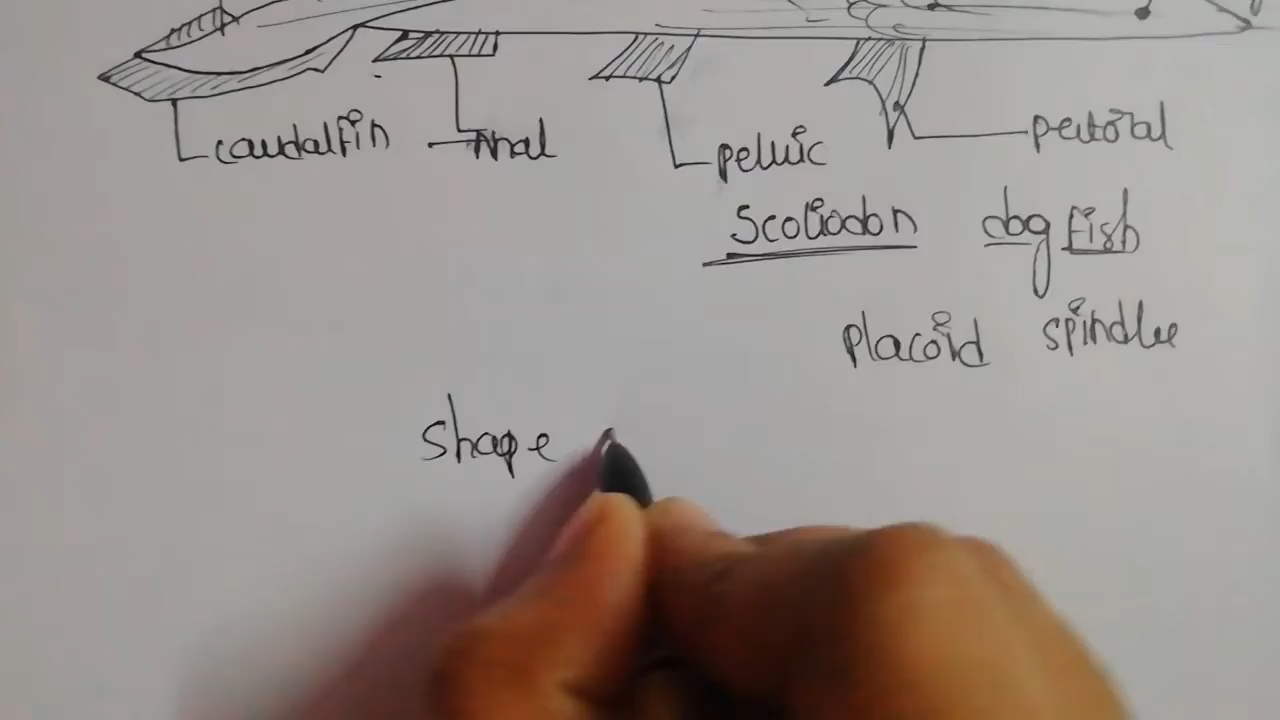 caudalfin Anal pelvic pectoral
Scoliodon dog fish
placoid spindle
shape